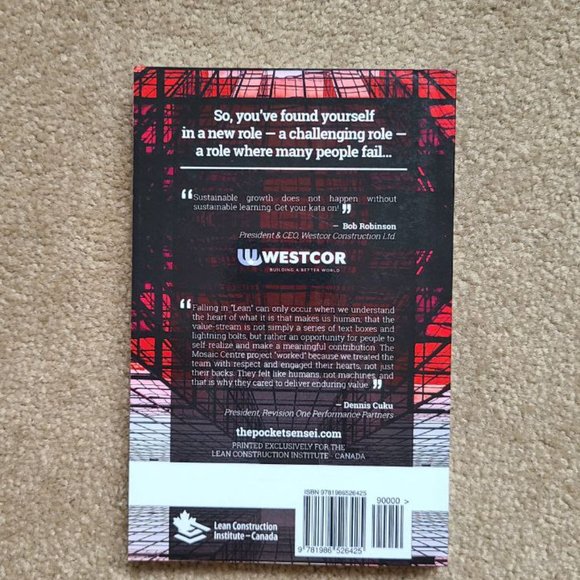 So, you've found yourself
in a new role — a challenging role —
a role where many people fail...
“Sustainable growth does not happen without
sustainable learning. Get your kata on! ”
— Bob Robinson
President & CEO, Westcor Construction Ltd.
WESTCOR
BUILDING A BETTER WORLD
“Falling in "Lean" can only occur when we understand
the heart of what it is that makes us human; that the
value-stream is not simply a series of text boxes and
lightning bolts, but rather an opportunity for people to
self-realize and make a meaningful contribution. The
Mosaic Centre project "worked" because we treated the
team with respect and engaged their hearts, not just
their backs. They felt like humans, not machines, and
that is why they cared to deliver enduring value. ”
— Dennis Cuku
President, Revision One Performance Partners
thepocketsensei.com
PRINTED EXCLUSIVELY FOR THE
LEAN CONSTRUCTION INSTITUTE - CANADA
Lean Construction
Institute – Canada
ISBN 9781986526425
90000 >
9 781986 526425